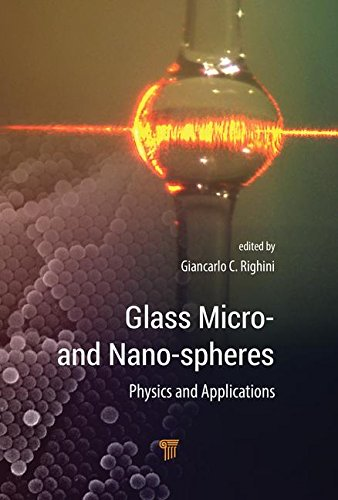 edited by
Giancarlo C. Righini
Glass Micro-
and Nano-spheres
Physics and Applications